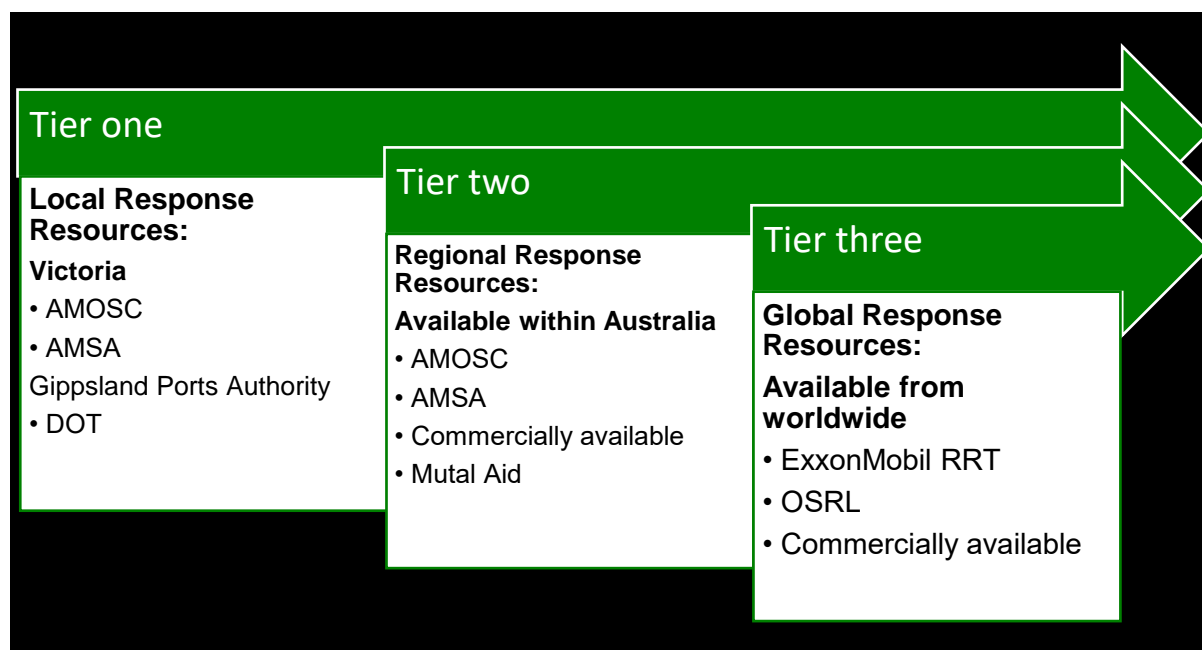 Tier one
Local Response
Resources:
Victoria
• AMOSC
• AMSA
Gippsland Ports Authority
• DOT
Tier two
Regional Response
Resources:
Available within Australia
• AMOSC
• AMSA
• Commercially available
• Mutal Aid
Tier three
Global Response
Resources:
Available from
worldwide
• ExxonMobil RRT
• OSRL
• Commercially available